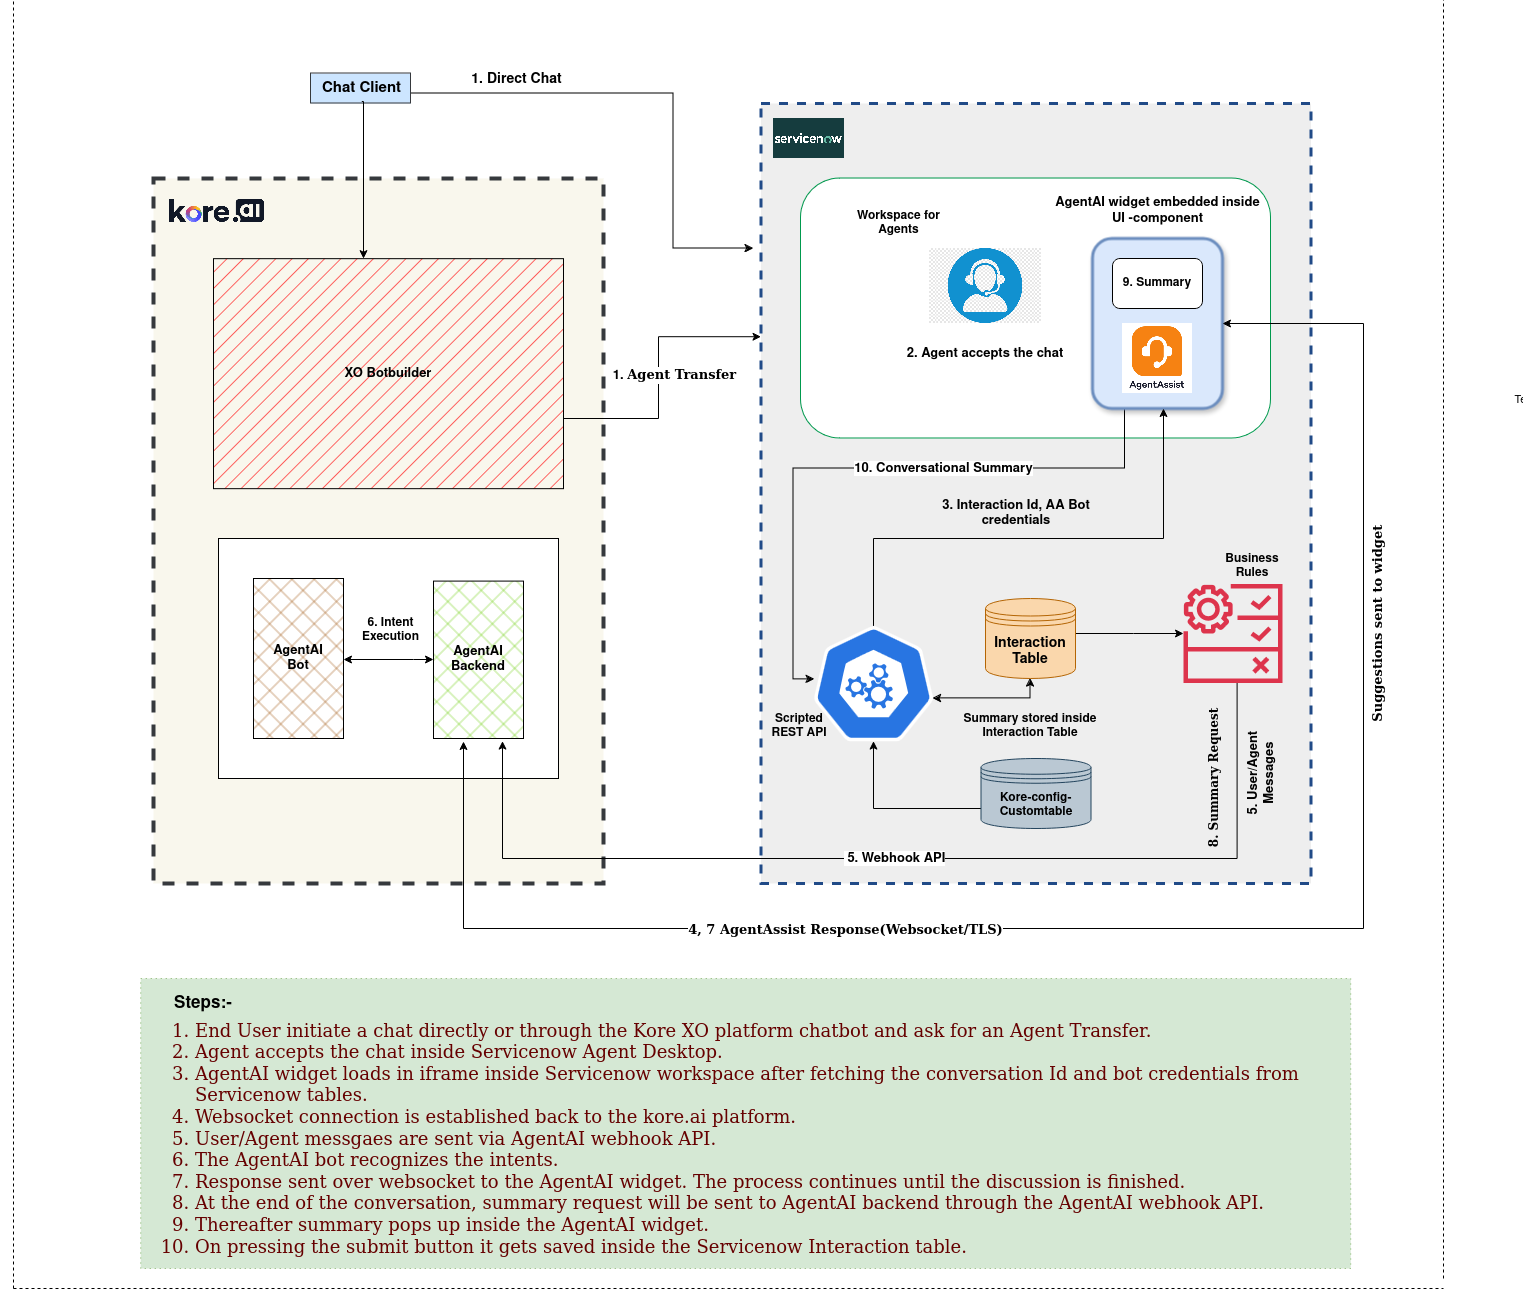 1. Direct Chat
Chat Client
servicenow
kore.ai
AgentAI widget embedded inside
UI -component
Workspace for
Agents
9. Summary
2. Agent accepts the chat
AgentAssist
XO Botbuilder
1. Agent Transfer
Te
10. Conversational Summary
3. Interaction Id, AA Bot
credentials
Business
Rules
Suggestions sent to widget
6. Intent
Execution
AgentAI
Bot
AgentAI
Backend
Interaction
Table
Scripted
REST API
Summary stored inside
Interaction Table
8. Summary Request
5. User/Agent
Messages
Kore-config-
Customtable
5. Webhook API
4, 7 AgentAssist Response(Websocket/TLS)
Steps:-
1. End User initiate a chat directly or through the Kore XO platform chatbot and ask for an Agent Transfer.
2. Agent accepts the chat inside Servicenow Agent Desktop.
3. AgentAI widget loads in iframe inside Servicenow workspace after fetching the conversation Id and bot credentials from
Servicenow tables.
4. Websocket connection is established back to the kore.ai platform.
5. User/Agent messgaes are sent via AgentAI webhook API.
6. The AgentAI bot recognizes the intents.
7. Response sent over websocket to the AgentAI widget. The process continues until the discussion is finished.
8. At the end of the conversation, summary request will be sent to AgentAI backend through the AgentAI webhook API.
9. Thereafter summary pops up inside the AgentAI widget.
10. On pressing the submit button it gets saved inside the Servicenow Interaction table.